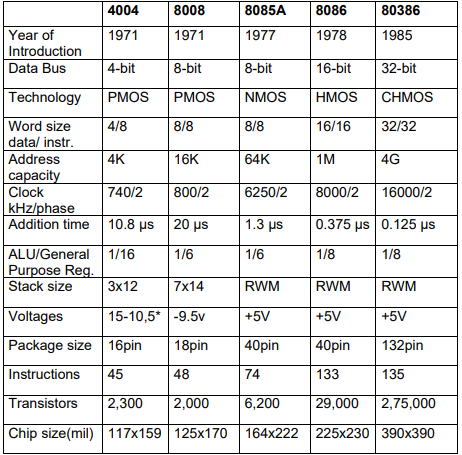 4004 8008 8085A 8086 80386
Year of Introduction 1971 1971 1977 1978 1985
Data Bus 4-bit 8-bit 8-bit 16-bit 32-bit
Technology PMOS PMOS NMOS HMOS CHMOS
Word size data/ instr. 4/8 8/8 8/8 16/16 32/32
Address capacity 4K 16K 64K 1M 4G
Clock kHz/phase 740/2 800/2 6250/2 8000/2 16000/2
Addition time 10.8 µs 20 µs 1.3 µs 0.375 µs 0.125 µs
ALU/General Purpose Reg. 1/16 1/6 1/6 1/8 1/8
Stack size 3x12 7x14 RWM RWM RWM
Voltages 15-10,5* -9.5v +5V +5V +5V
Package size 16pin 18pin 40pin 40pin 132pin
Instructions 45 48 74 133 135
Transistors 2,300 2,000 6,200 29,000 2,75,000
Chip size(mil) 117x159 125x170 164x222 225x230 390x390